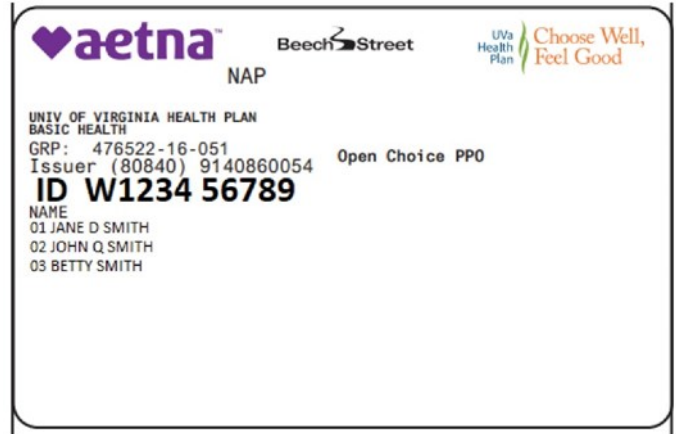 aetna™
Beech Street
UVa Health Plan
Choose Well, Feel Good
NAP
UNIV OF VIRGINIA HEALTH PLAN
BASIC HEALTH
GRP: 476522-16-051
Issuer (80840) 9140860054
Open Choice PPO
ID W1234 56789
NAME
01 JANE D SMITH
02 JOHN Q SMITH
03 BETTY SMITH